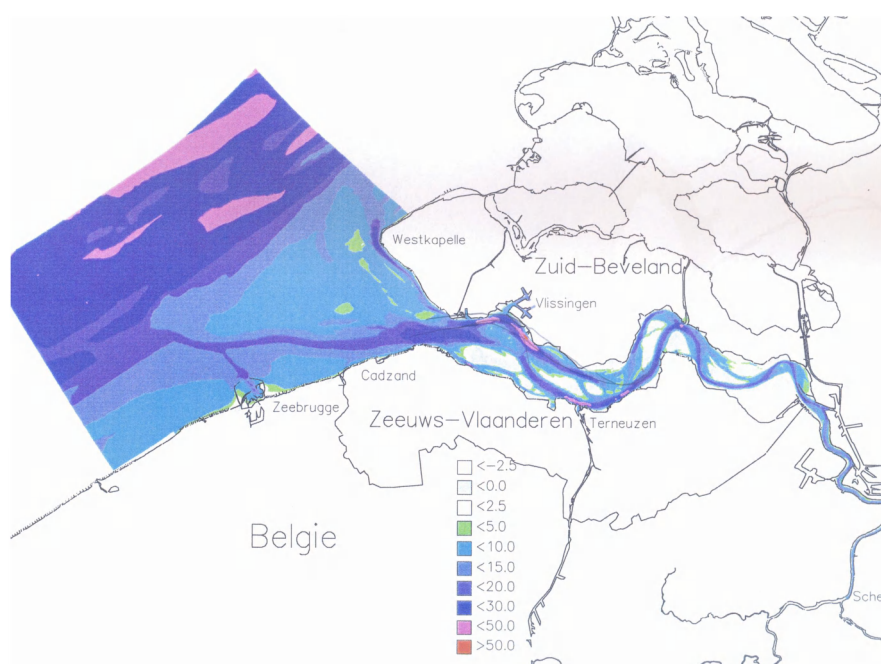 Westkapelle
Zuid-Beveland
Vlissingen
Cadzand
Zeebrugge
Zeeuws-Vlaanderen
Terneuzen
<-2.5
<0.0
<2.5
<5.0
<10.0
<15.0
<20.0
<30.0
<50.0
>50.0
Belgie
Sche